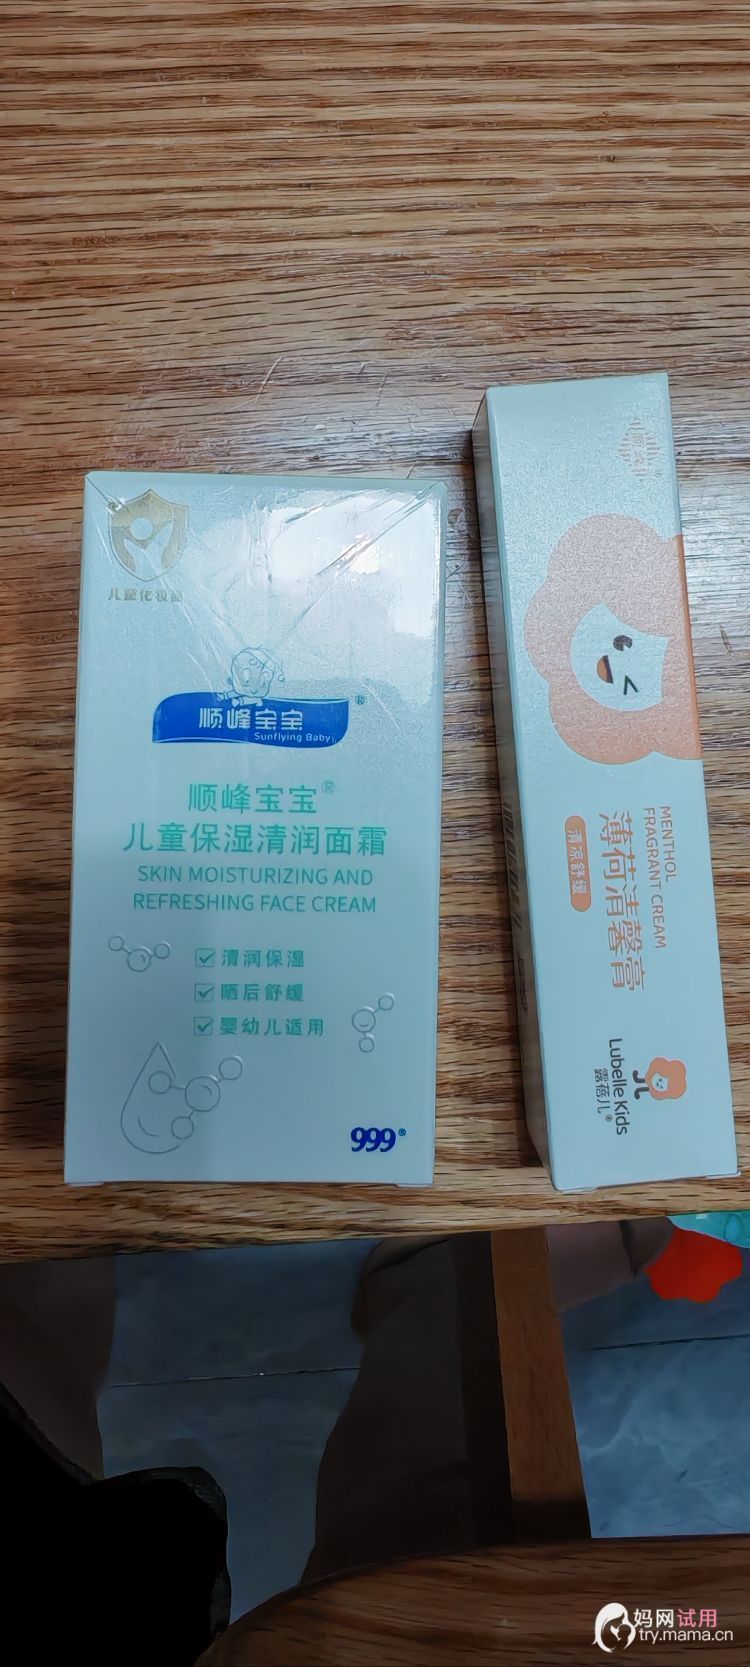 儿童化妆品
顺峰宝宝®
Sunflying Baby
顺峰宝宝®
儿童保湿清润面霜
SKIN MOISTURIZING AND
REFRESHING FACE CREAM
清润保湿
晒后舒缓
婴幼儿适用
999®
MENTHOL
FRAGRANT CREAM
薄荷清馨膏
清凉舒缓
Lubelle Kids
露蓓儿®
妈网试用
try.mama.cn